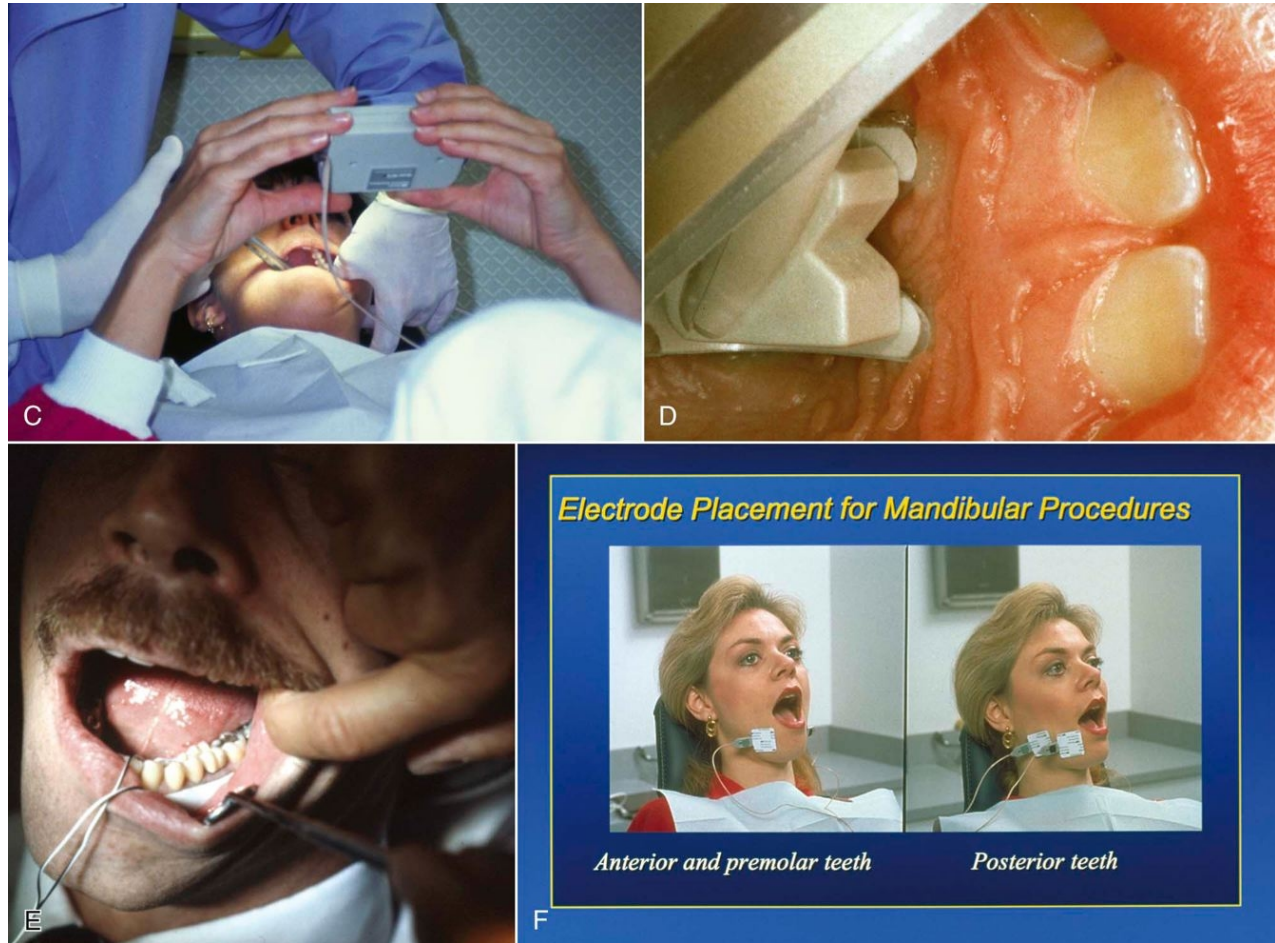 C
D
E
F
Electrode Placement for Mandibular Procedures
Anterior and premolar teeth
Posterior teeth